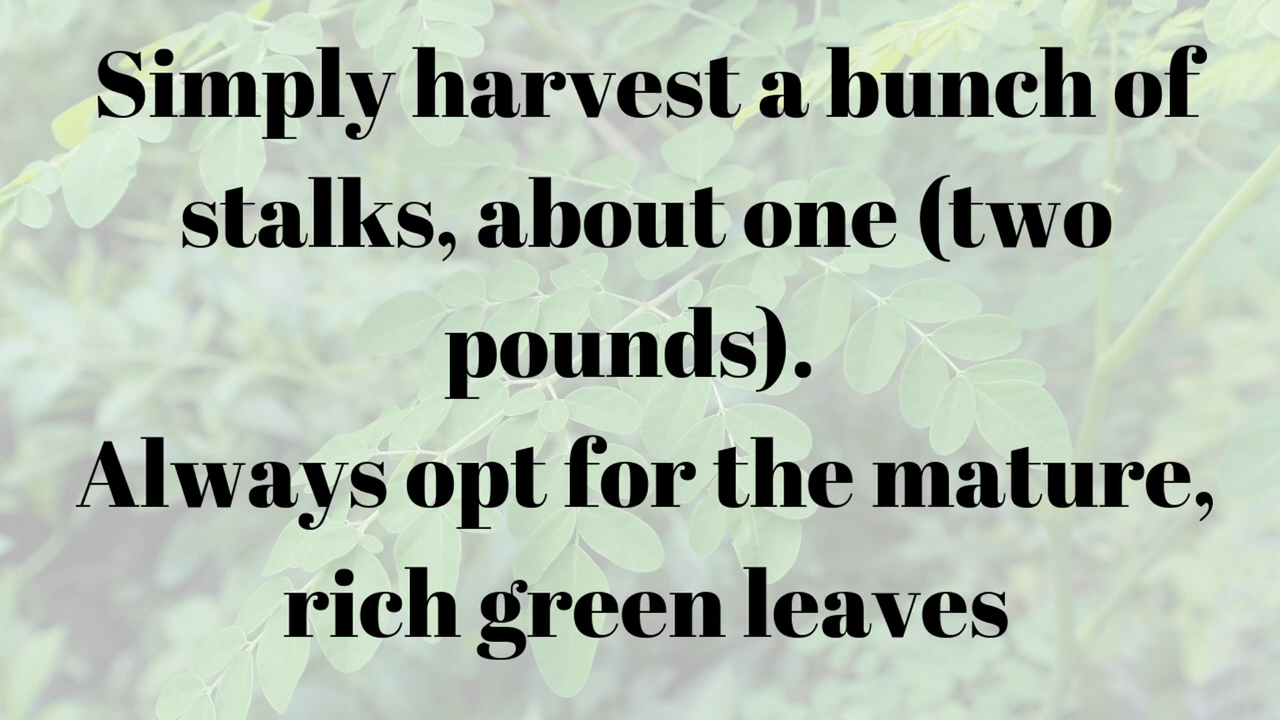 Simply harvest a bunch of
stalks, about one (two
pounds).
Always opt for the mature,
rich green leaves